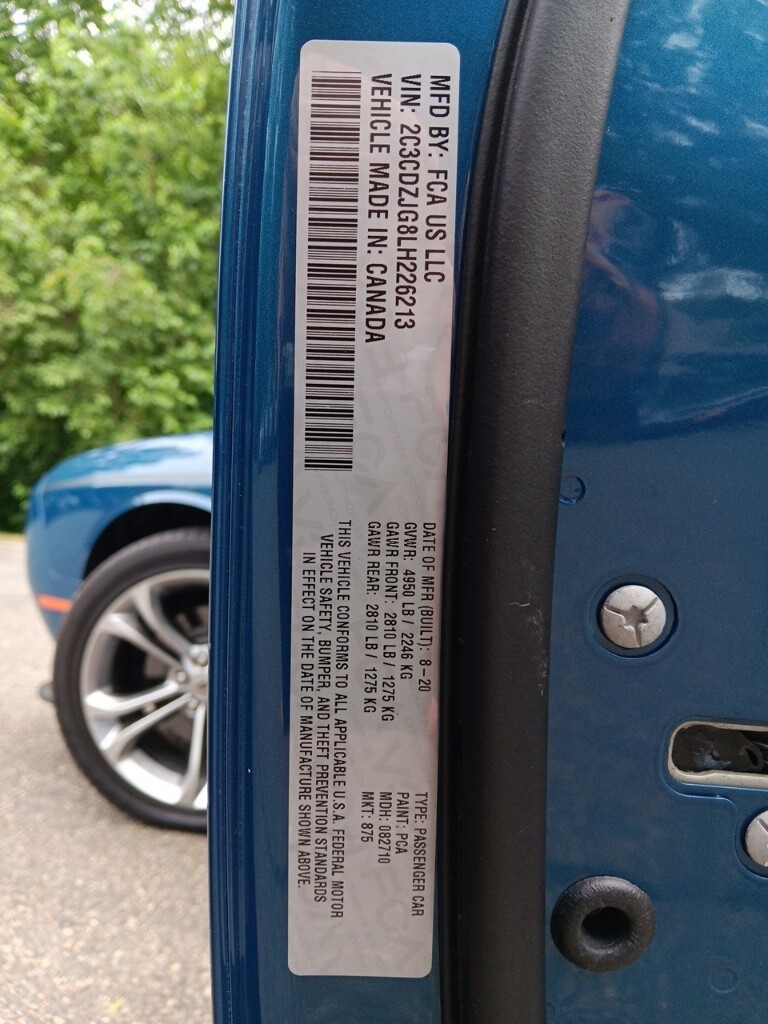 MFD BY: FCA US LLC
VIN: 2C3CDZJG8LH226213
VEHICLE MADE IN: CANADA
DATE OF MFR (BUILT): 8-20
GVWR: 4950 LB / 2246 KG
GAWR FRONT: 2810 LB / 1275 KG
GAWR REAR: 2810 LB / 1275 KG
TYPE: PASSENGER CAR
PAINT: PCA
MDH: 082710
MKT: 875
THIS VEHICLE CONFORMS TO ALL APPLICABLE U.S.A. FEDERAL MOTOR
VEHICLE SAFETY, BUMPER, AND THEFT PREVENTION STANDARDS
IN EFFECT ON THE DATE OF MANUFACTURE SHOWN ABOVE.